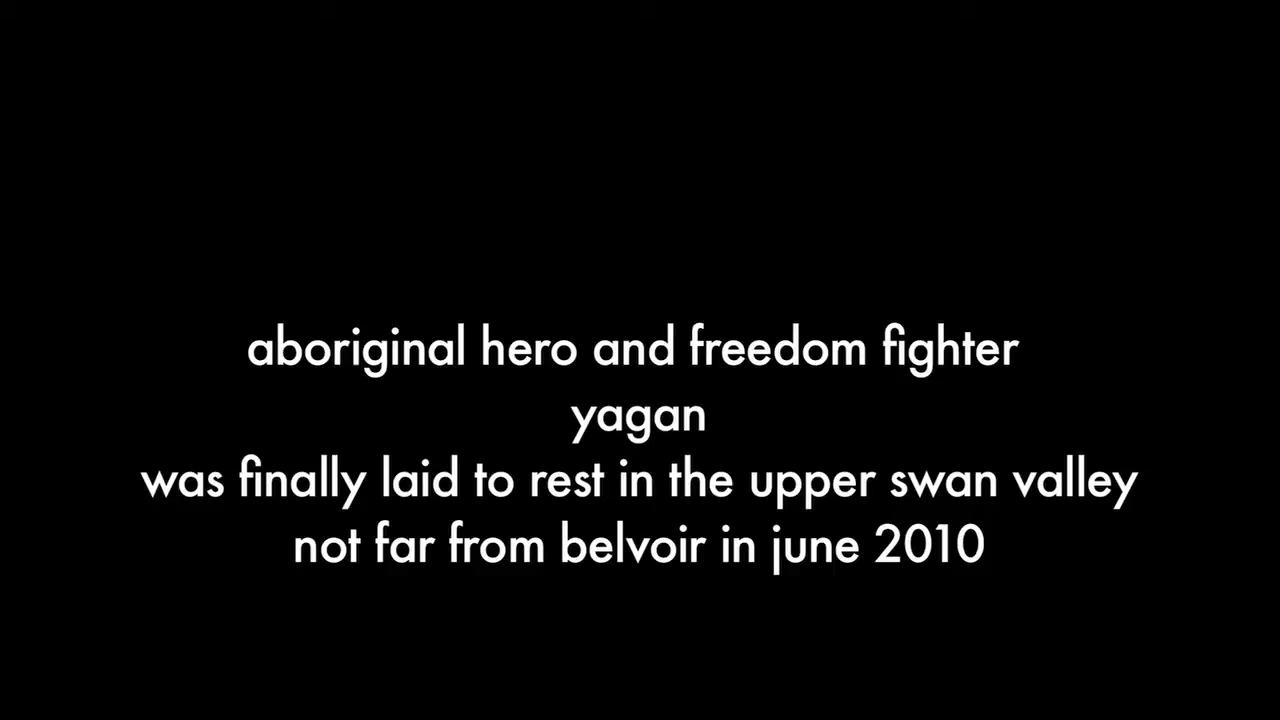 aboriginal hero and freedom fighter
yagan
was finally laid to rest in the upper swan valley
not far from belvoir in june 2010